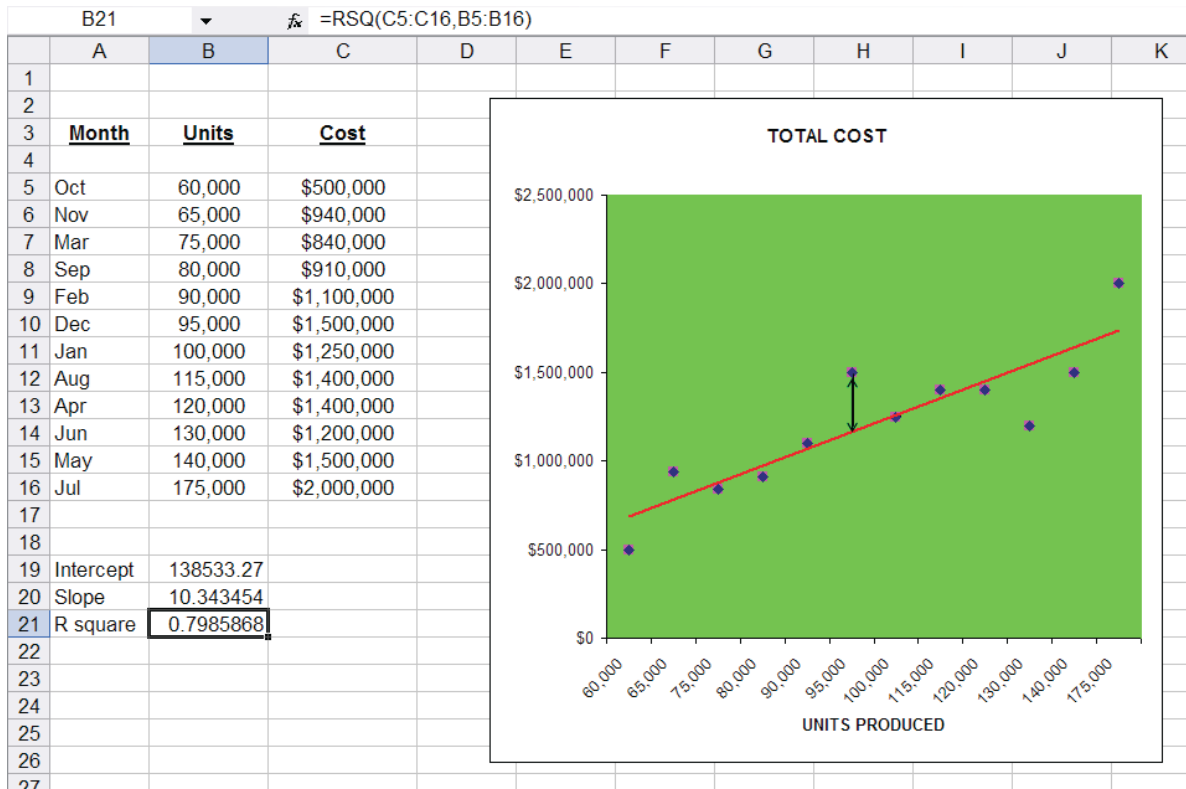 B21 fx =RSQ(C5:C16,B5:B16)
A B C D E F G H I J K
1
2
3 Month Units Cost
4
5 Oct 60,000 $500,000
6 Nov 65,000 $940,000
7 Mar 75,000 $840,000
8 Sep 80,000 $910,000
9 Feb 90,000 $1,100,000
10 Dec 95,000 $1,500,000
11 Jan 100,000 $1,250,000
12 Aug 115,000 $1,400,000
13 Apr 120,000 $1,400,000
14 Jun 130,000 $1,200,000
15 May 140,000 $1,500,000
16 Jul 175,000 $2,000,000
17
18
19 Intercept 138533.27
20 Slope 10.343454
21 R square 0.7985868
22
23
24
25
26
27
TOTAL COST
$2,500,000
$2,000,000
$1,500,000
$1,000,000
$500,000
$0
60,000 65,000 75,000 80,000 90,000 95,000 100,000 115,000 120,000 130,000 140,000 175,000
UNITS PRODUCED